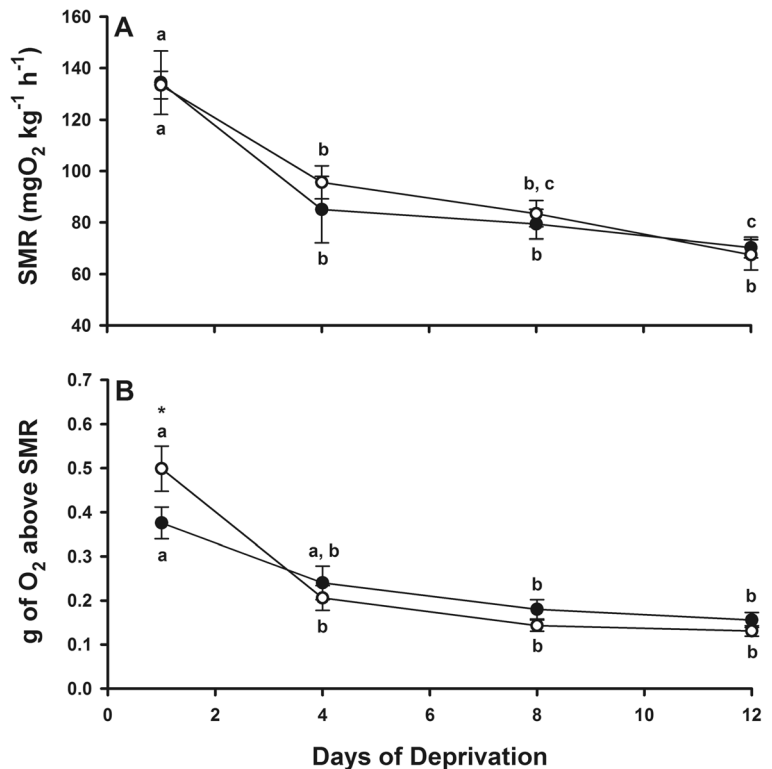 A
SMR (mgO₂ kg⁻¹ h⁻¹)
160
140
120
100
80
60
40
a
a
b
b
b, c
b
c
b
B
g of O₂ above SMR
0.7
0.6
0.5
0.4
0.3
0.2
0.1
0.0
*
a
a
a, b
b
b
b
b
b
0 2 4 6 8 10 12
Days of Deprivation